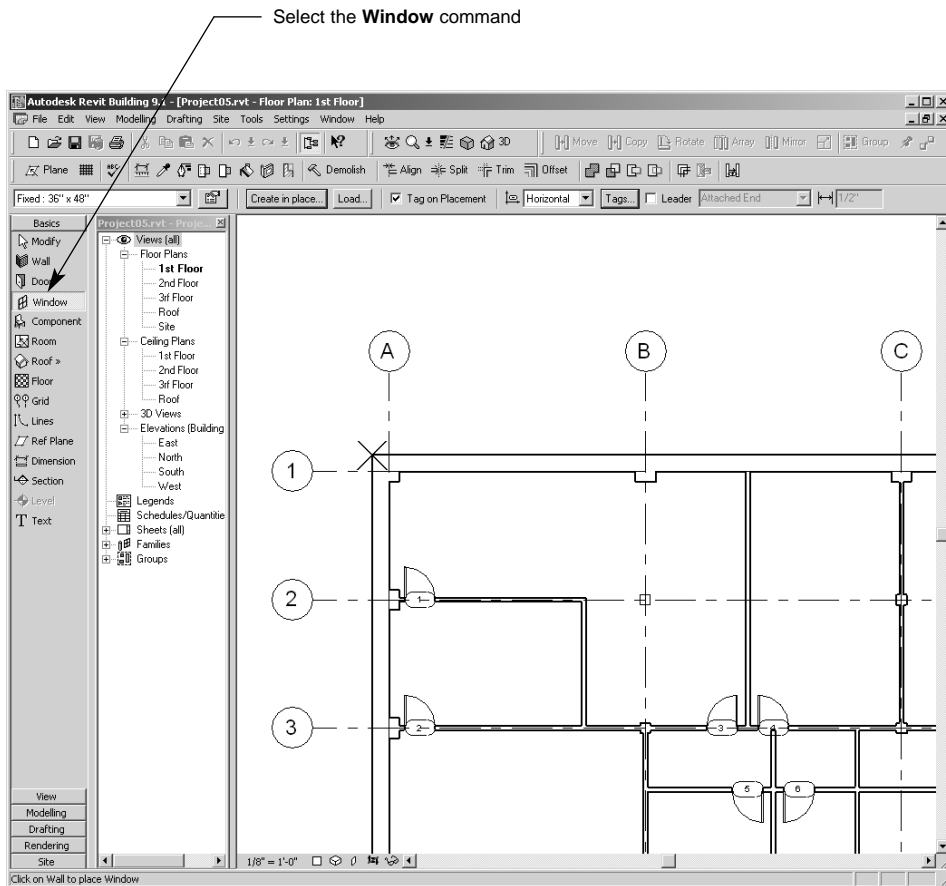 Select the Window command
Autodesk Revit Building 9.1 - [Project05.rvt - Floor Plan: 1st Floor]
File Edit View Modelling Drafting Site Tools Settings Window Help
3D Move Copy Rotate Array Mirror Group
Plane Demolish Align Split Trim Offset
Fixed : 36" x 48" Create in place... Load... Tag on Placement Horizontal Tags... Leader Attached End 1/2"
Basics
Modify
Wall
Door
Window
Component
Room
Roof »
Floor
Grid
Lines
Ref Plane
Dimension
Section
Level
Text
View
Modelling
Drafting
Rendering
Site
Project05.rvt - Proje...
Views (all)
Floor Plans
1st Floor
2nd Floor
3rf Floor
Roof
Site
Ceiling Plans
1st Floor
2nd Floor
3rf Floor
Roof
3D Views
Elevations (Building
East
North
South
West
Legends
Schedules/Quantitie
Sheets (all)
Families
Groups
A B C
1
2
1
3
2 3 4
5 6
1/8" = 1'-0"
Click on Wall to place Window